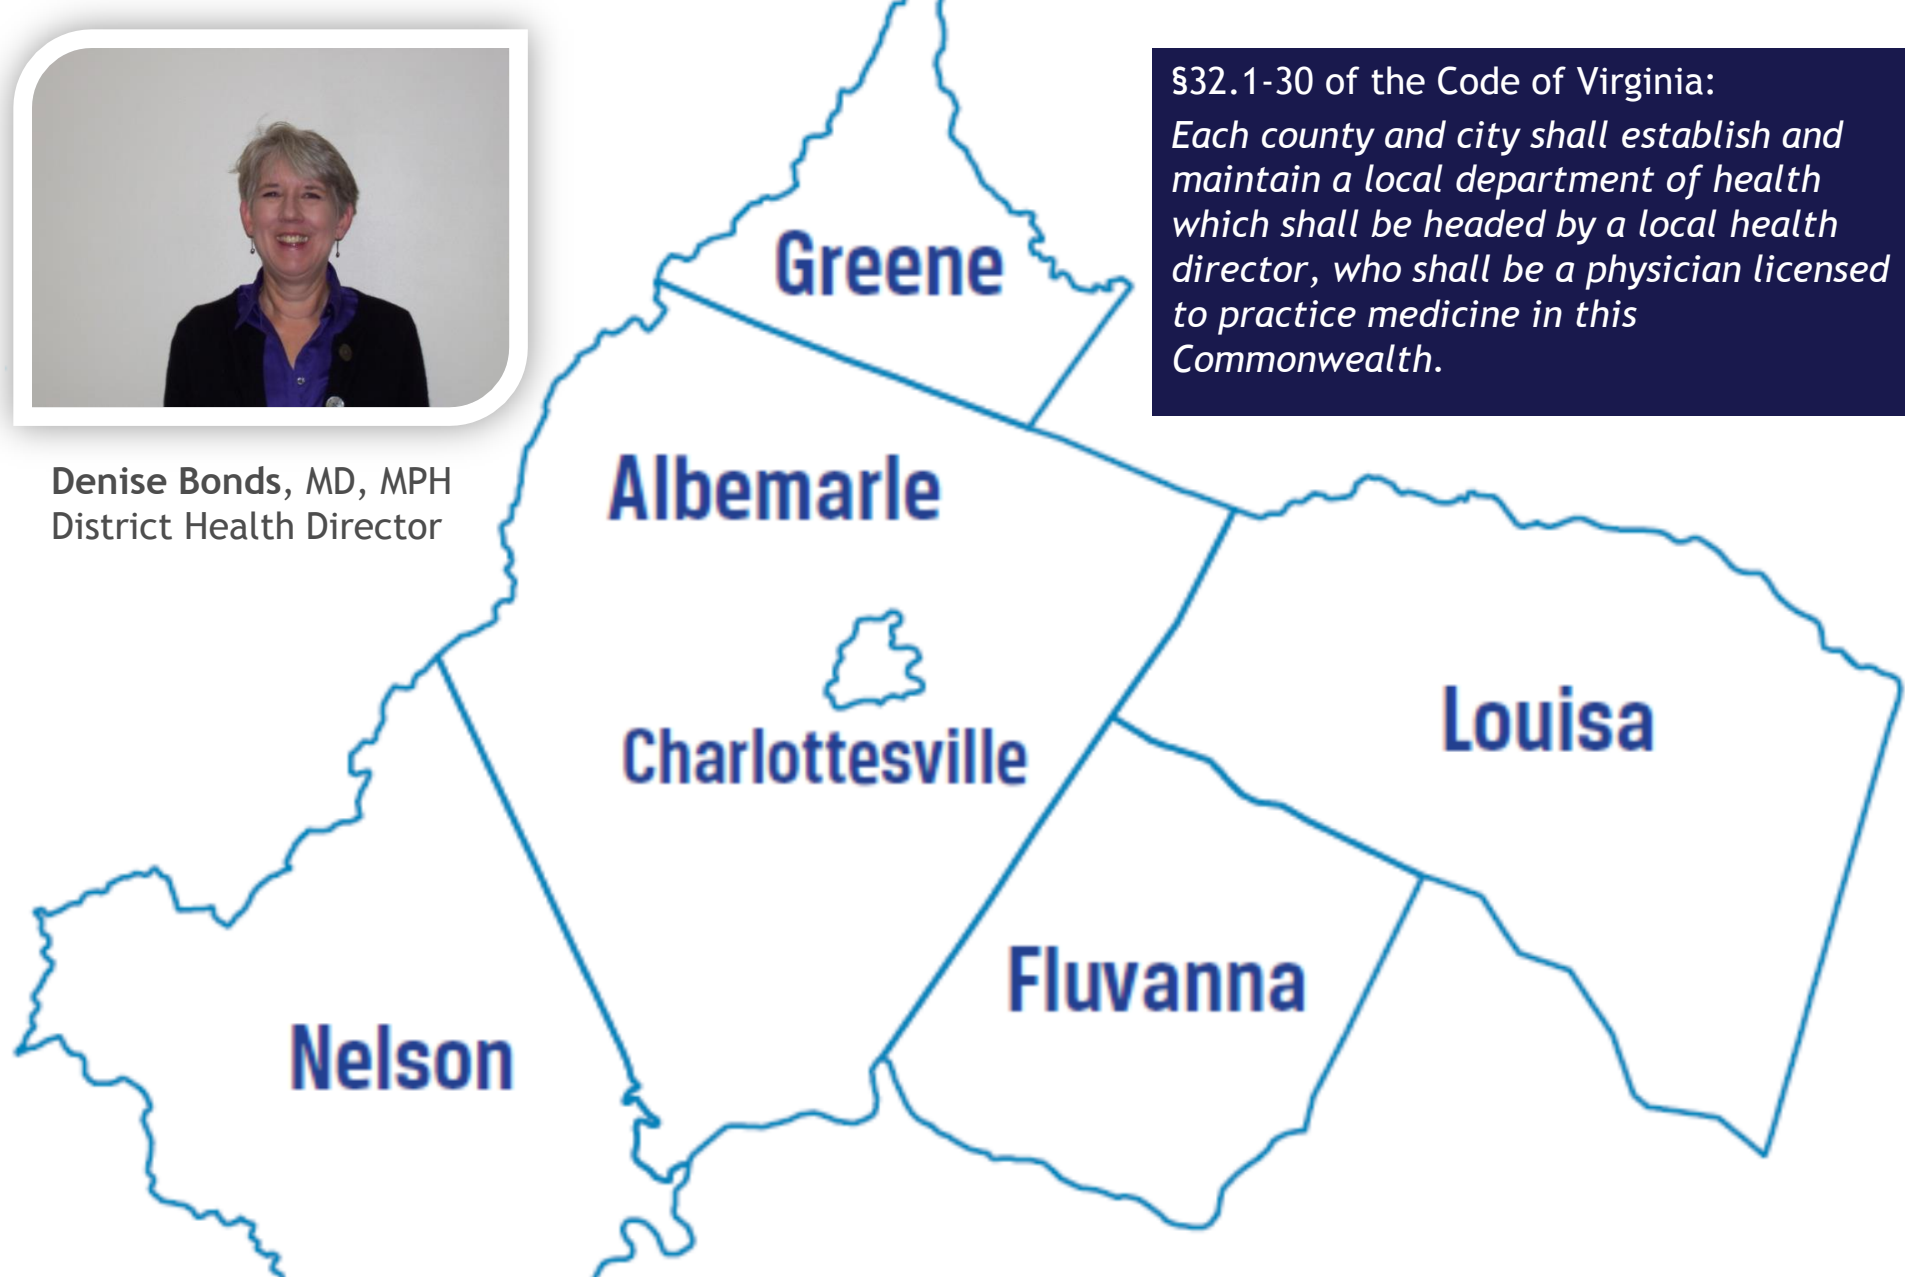 §32.1-30 of the Code of Virginia:
Each county and city shall establish and
maintain a local department of health
which shall be headed by a local health
director, who shall be a physician licensed
to practice medicine in this
Commonwealth.
Greene
Denise Bonds, MD, MPH
District Health Director
Albemarle
Charlottesville
Louisa
Fluvanna
Nelson